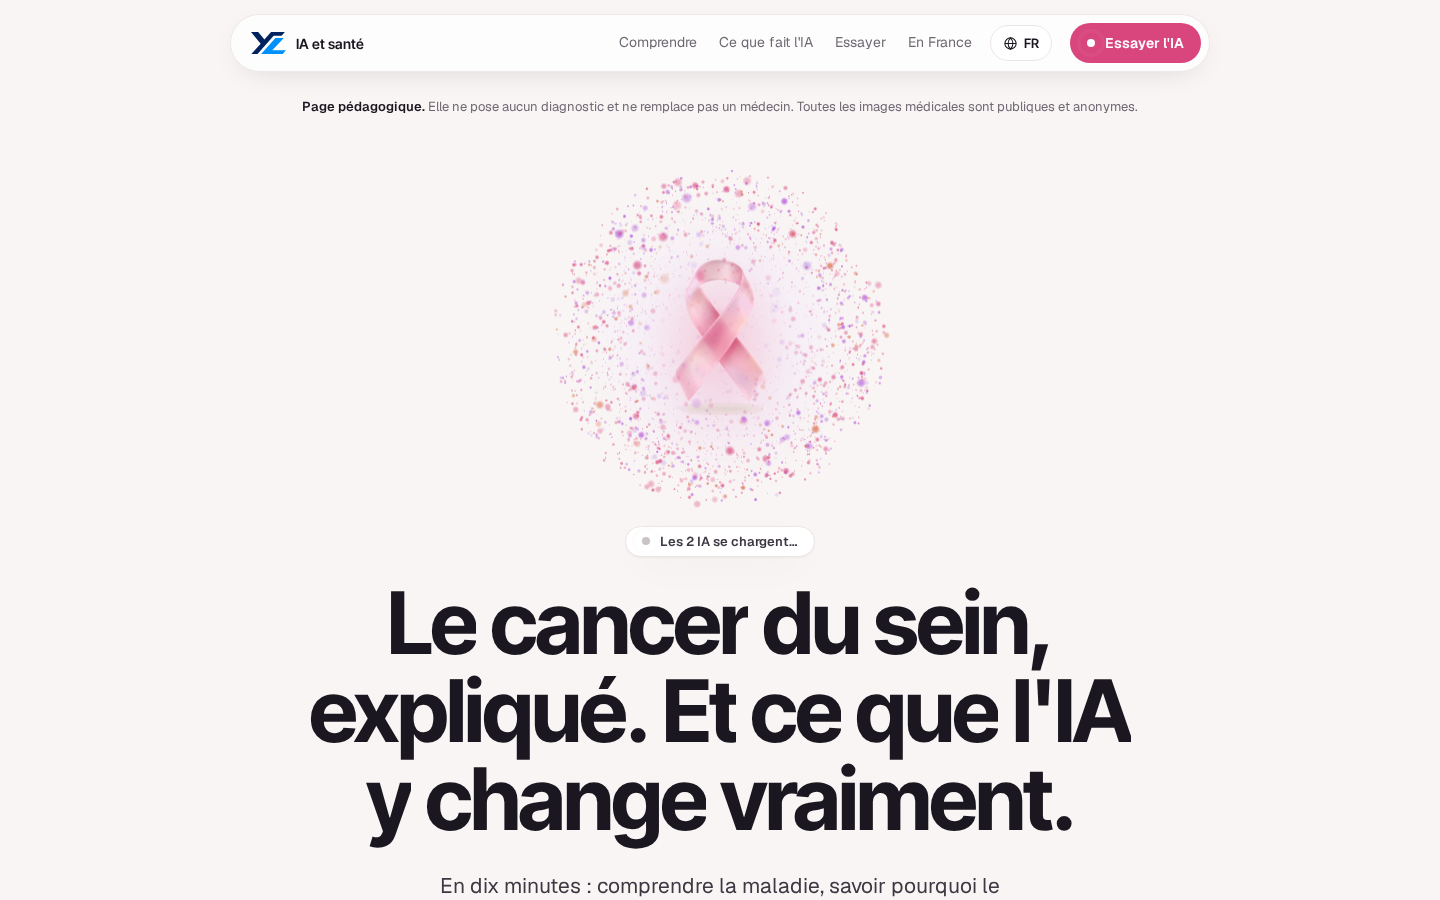 IA et santé
Comprendre
Ce que fait l'IA
Essayer
En France
FR
Essayer l'IA
Page pédagogique. Elle ne pose aucun diagnostic et ne remplace pas un médecin. Toutes les images médicales sont publiques et anonymes.
Les 2 IA se chargent...
Le cancer du sein,
expliqué. Et ce que l'IA
y change vraiment.
En dix minutes : comprendre la maladie, savoir pourquoi le